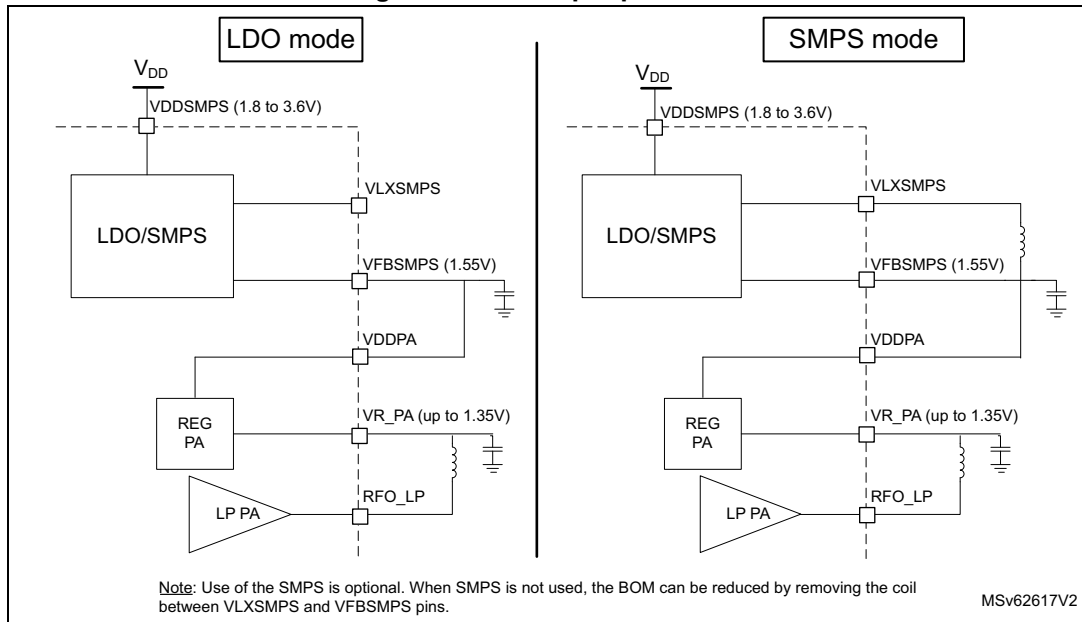 LDO mode
VDD
VDDSMPS (1.8 to 3.6V)
LDO/SMPS
VLXSMPS
VFBSMPS (1.55V)
VDDPA
REG
PA
VR_PA (up to 1.35V)
LP PA
RFO_LP
SMPS mode
VDD
VDDSMPS (1.8 to 3.6V)
LDO/SMPS
VLXSMPS
VFBSMPS (1.55V)
VDDPA
REG
PA
VR_PA (up to 1.35V)
LP PA
RFO_LP
Note: Use of the SMPS is optional. When SMPS is not used, the BOM can be reduced by removing the coil
between VLXSMPS and VFBSMPS pins.
MSv62617V2